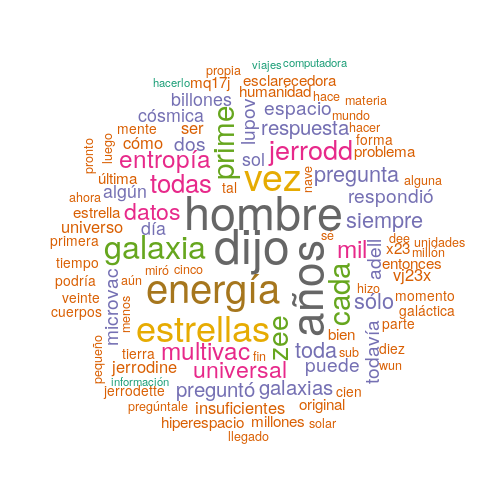 viajes computadora
propia
hacerlo mq17j esclarecedora
humanidad hace
billones materia
cósmica lupov espacio mundo
pronto luego mente cómo ser prime respuesta hacer
forma
dos jerrodd problema
entropía sol
última todas tal vez nave pregunta alguna
algún respondió
ahora datos hombre
estrella siempre
universo día se dee
primera galaxia dijo años mil adell x23 unidades
millón
tiempo microvac miró cinco entonces
podría aún energía cada vj23x
hizo
veinte sólo momento
cuerpos menos galáctica
estrellas zee parte
bien todavía
pequeño tierra multivac fin toda sub diez
jerrodine universal puede wun
información
jerrodette preguntó galaxias cien
pregúntale insuficientes original
hiperespacio millones solar
llegado